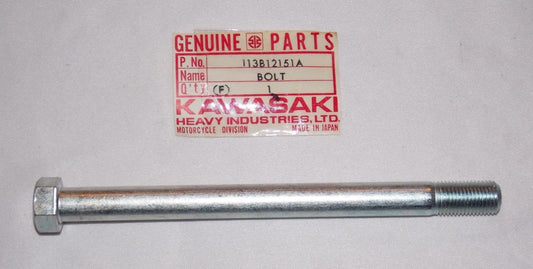 GENUINE PARTS
P. No. 113B12151A
Name BOLT
Q'ty (F) 1
KAWASAKI
HEAVY INDUSTRIES, LTD.
MOTORCYCLE DIVISION MADE IN JAPAN